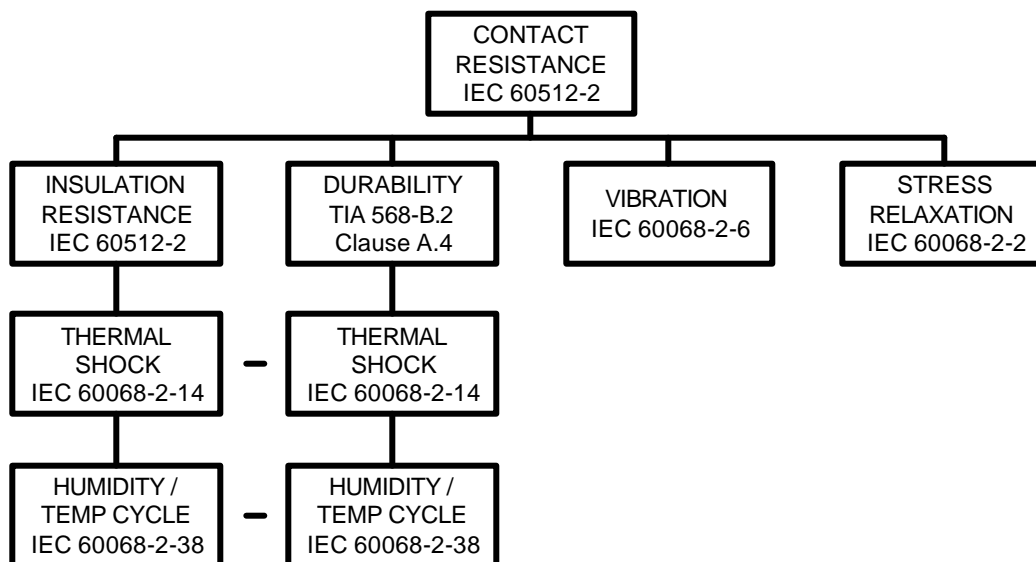 CONTACT
RESISTANCE
IEC 60512-2
INSULATION
RESISTANCE
IEC 60512-2
DURABILITY
TIA 568-B.2
Clause A.4
VIBRATION
IEC 60068-2-6
STRESS
RELAXATION
IEC 60068-2-2
THERMAL
SHOCK
IEC 60068-2-14
THERMAL
SHOCK
IEC 60068-2-14
HUMIDITY /
TEMP CYCLE
IEC 60068-2-38
HUMIDITY /
TEMP CYCLE
IEC 60068-2-38